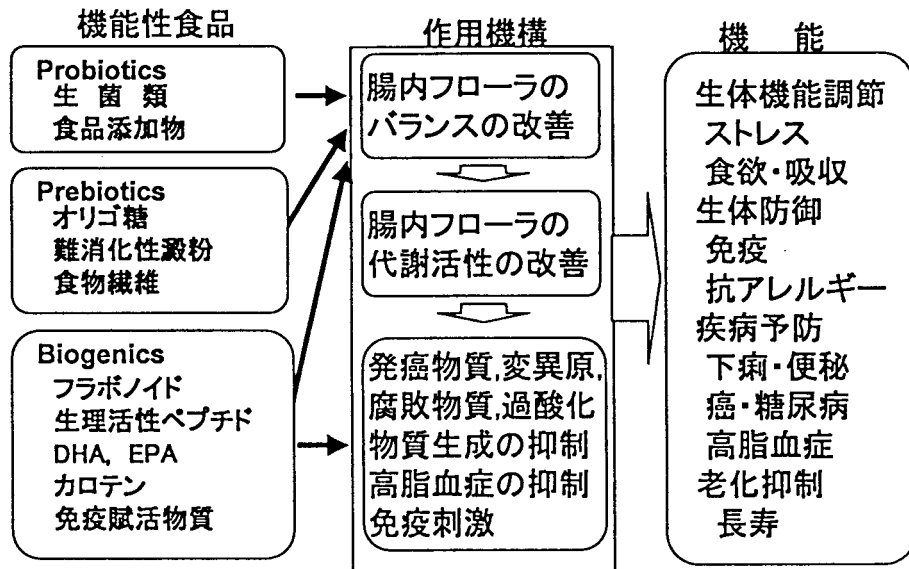 機能性食品
Probiotics
生菌類
食品添加物
Prebiotics
オリゴ糖
難消化性澱粉
食物繊維
Biogenics
フラボノイド
生理活性ペプチド
DHA, EPA
カロテン
免疫賦活物質
作用機構
腸内フローラの
バランスの改善
腸内フローラの
代謝活性の改善
発癌物質,変異原,
腐敗物質,過酸化
物質生成の抑制
高脂血症の抑制
免疫刺激
機 能
生体機能調節
ストレス
食欲・吸収
生体防御
免疫
抗アレルギー
疾病予防
下痢・便秘
癌・糖尿病
高脂血症
老化抑制
長寿